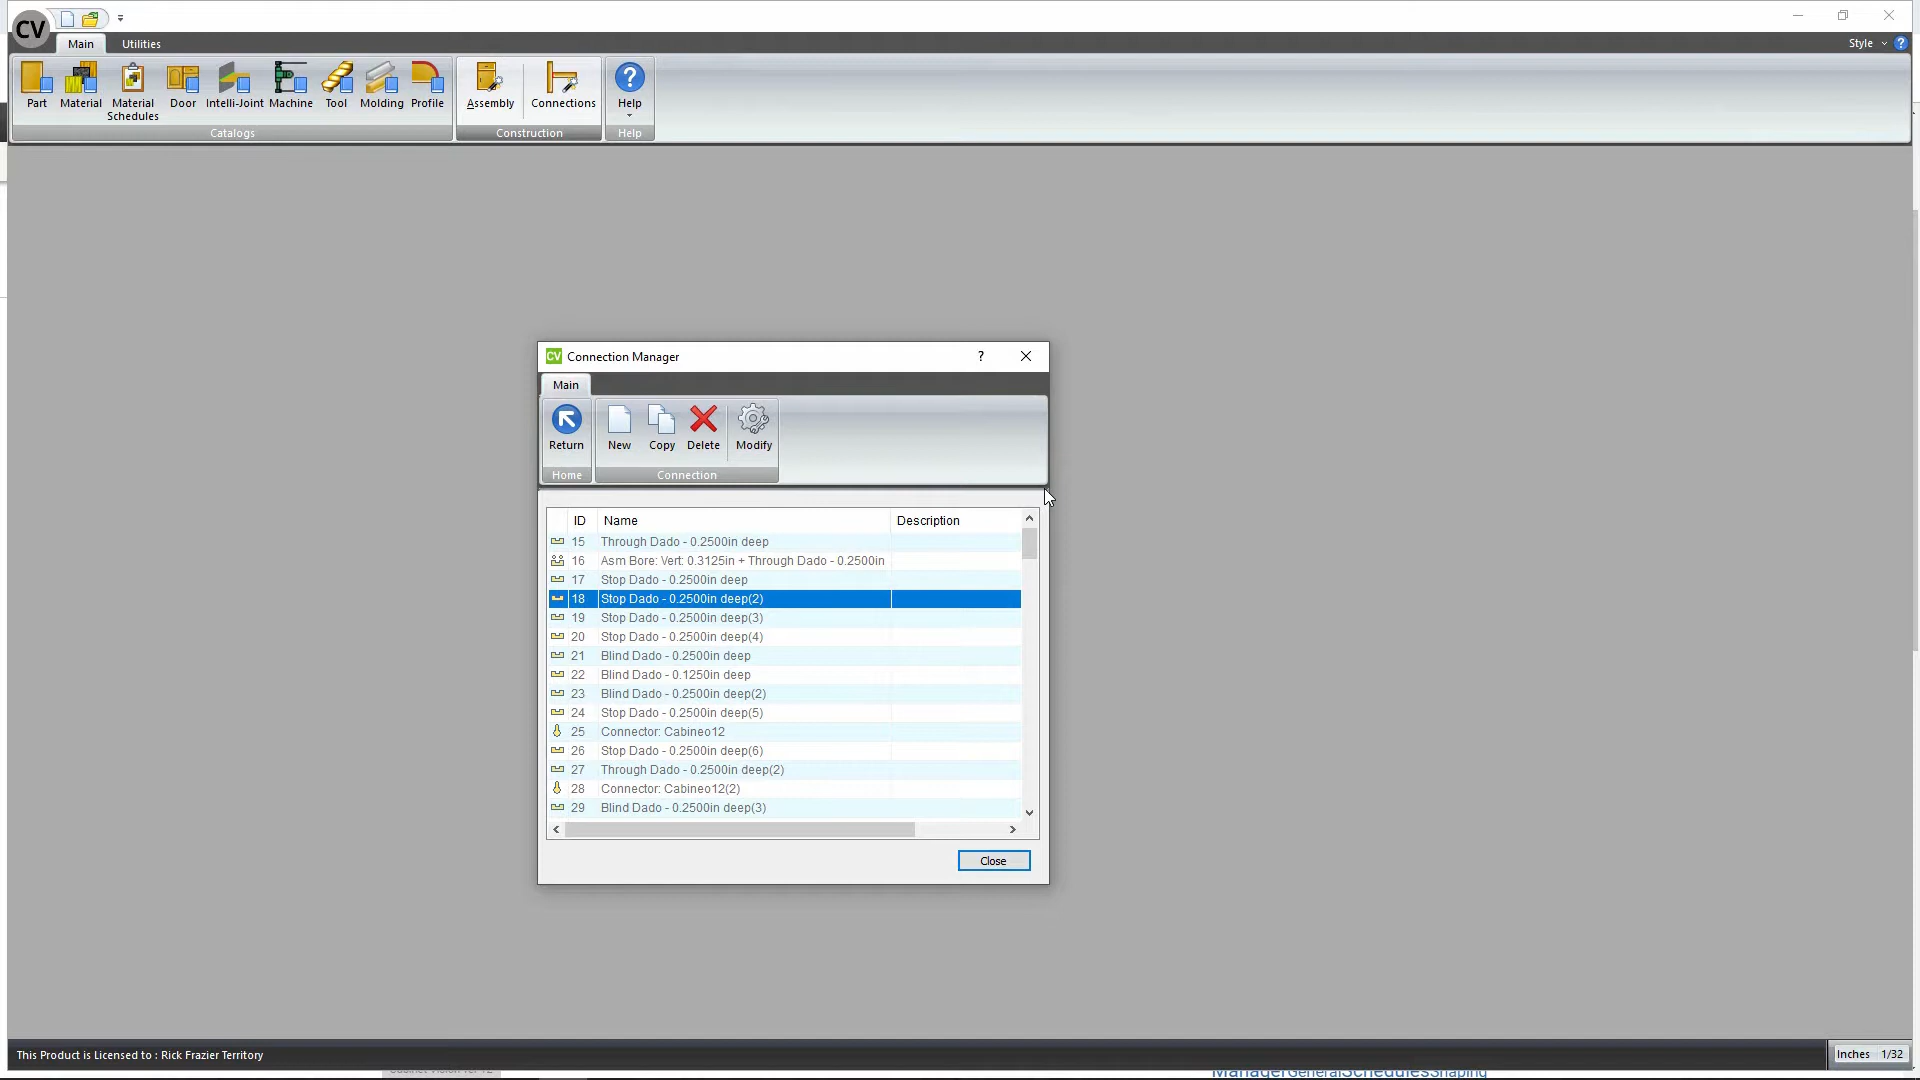 CV
Main Utilities Style
Part Material Material Schedules Door Intelli-Joint Machine Tool Molding Profile Assembly Connections Help
Catalogs Construction Help
CV Connection Manager ?
Main
Return New Copy Delete Modify
Home Connection
ID Name Description
15 Through Dado - 0.2500in deep
16 Asm Bore: Vert: 0.3125in + Through Dado - 0.2500in
17 Stop Dado - 0.2500in deep
18 Stop Dado - 0.2500in deep(2)
19 Stop Dado - 0.2500in deep(3)
20 Stop Dado - 0.2500in deep(4)
21 Blind Dado - 0.2500in deep
22 Blind Dado - 0.1250in deep
23 Blind Dado - 0.2500in deep(2)
24 Stop Dado - 0.2500in deep(5)
25 Connector: Cabineo12
26 Stop Dado - 0.2500in deep(6)
27 Through Dado - 0.2500in deep(2)
28 Connector: Cabineo12(2)
29 Blind Dado - 0.2500in deep(3)
Close
This Product is Licensed to : Rick Frazier Territory Inches 1/32
ManagerGeneralSchedulesShaping